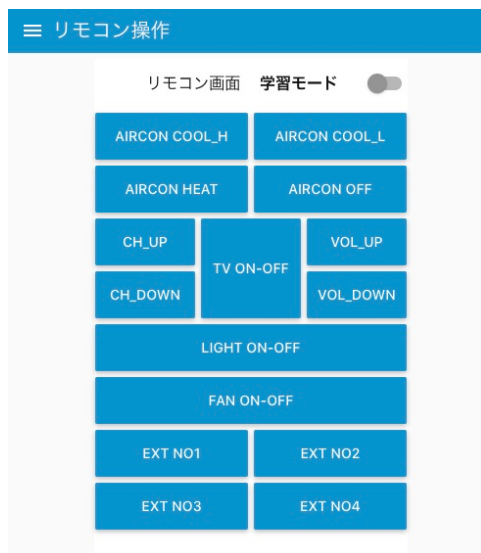 リモコン操作
リモコン画面 学習モード
AIRCON COOL_H AIRCON COOL_L
AIRCON HEAT AIRCON OFF
CH_UP VOL_UP
TV ON-OFF
CH_DOWN VOL_DOWN
LIGHT ON-OFF
FAN ON-OFF
EXT NO1 EXT NO2
EXT NO3 EXT NO4